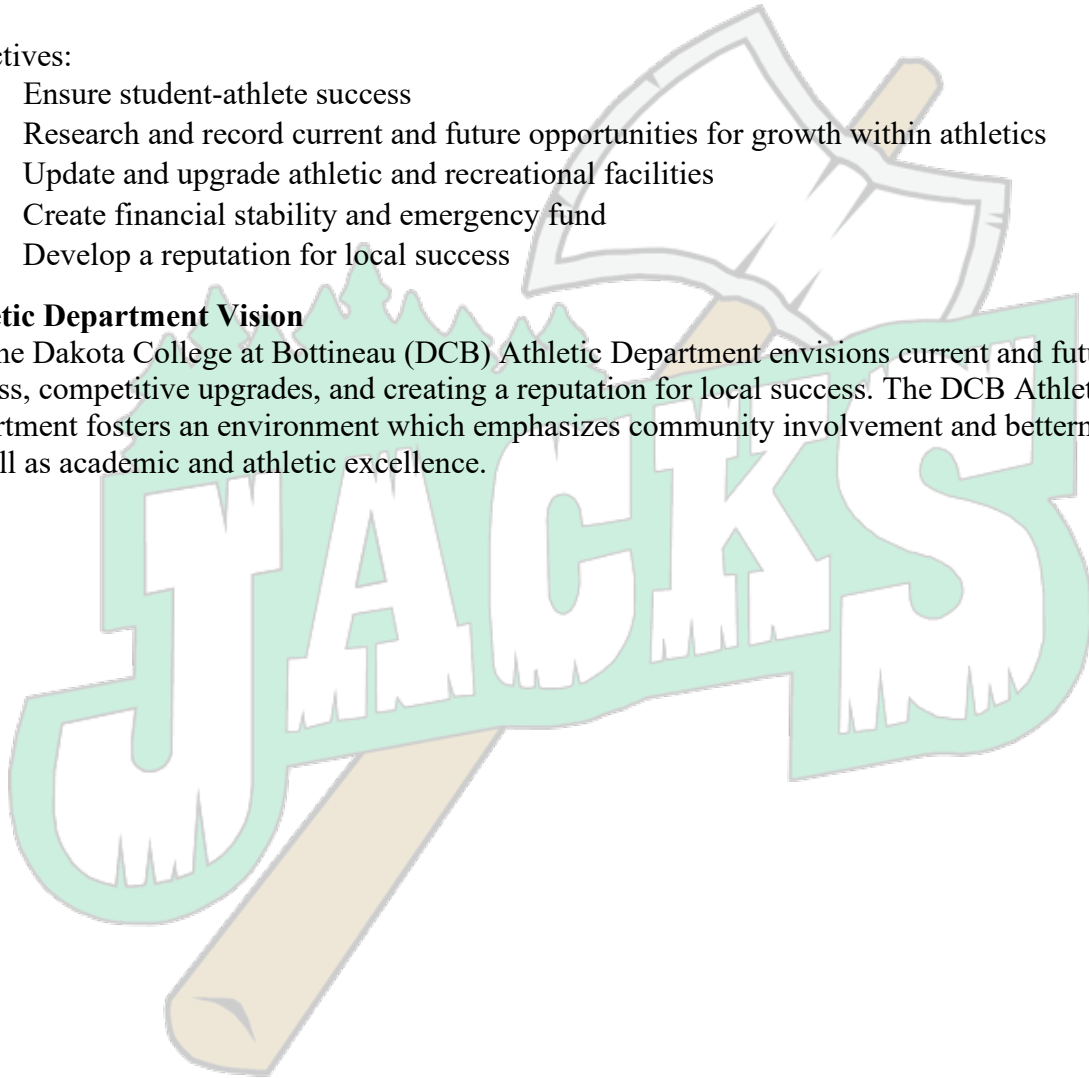 ctives:
Ensure student-athlete success
Research and record current and future opportunities for growth within athletics
Update and upgrade athletic and recreational facilities
Create financial stability and emergency fund
Develop a reputation for local success
etic Department Vision
he Dakota College at Bottineau (DCB) Athletic Department envisions current and futu
ss, competitive upgrades, and creating a reputation for local success. The DCB Athlet
rtment fosters an environment which emphasizes community involvement and bettern
ll as academic and athletic excellence.
JACKS